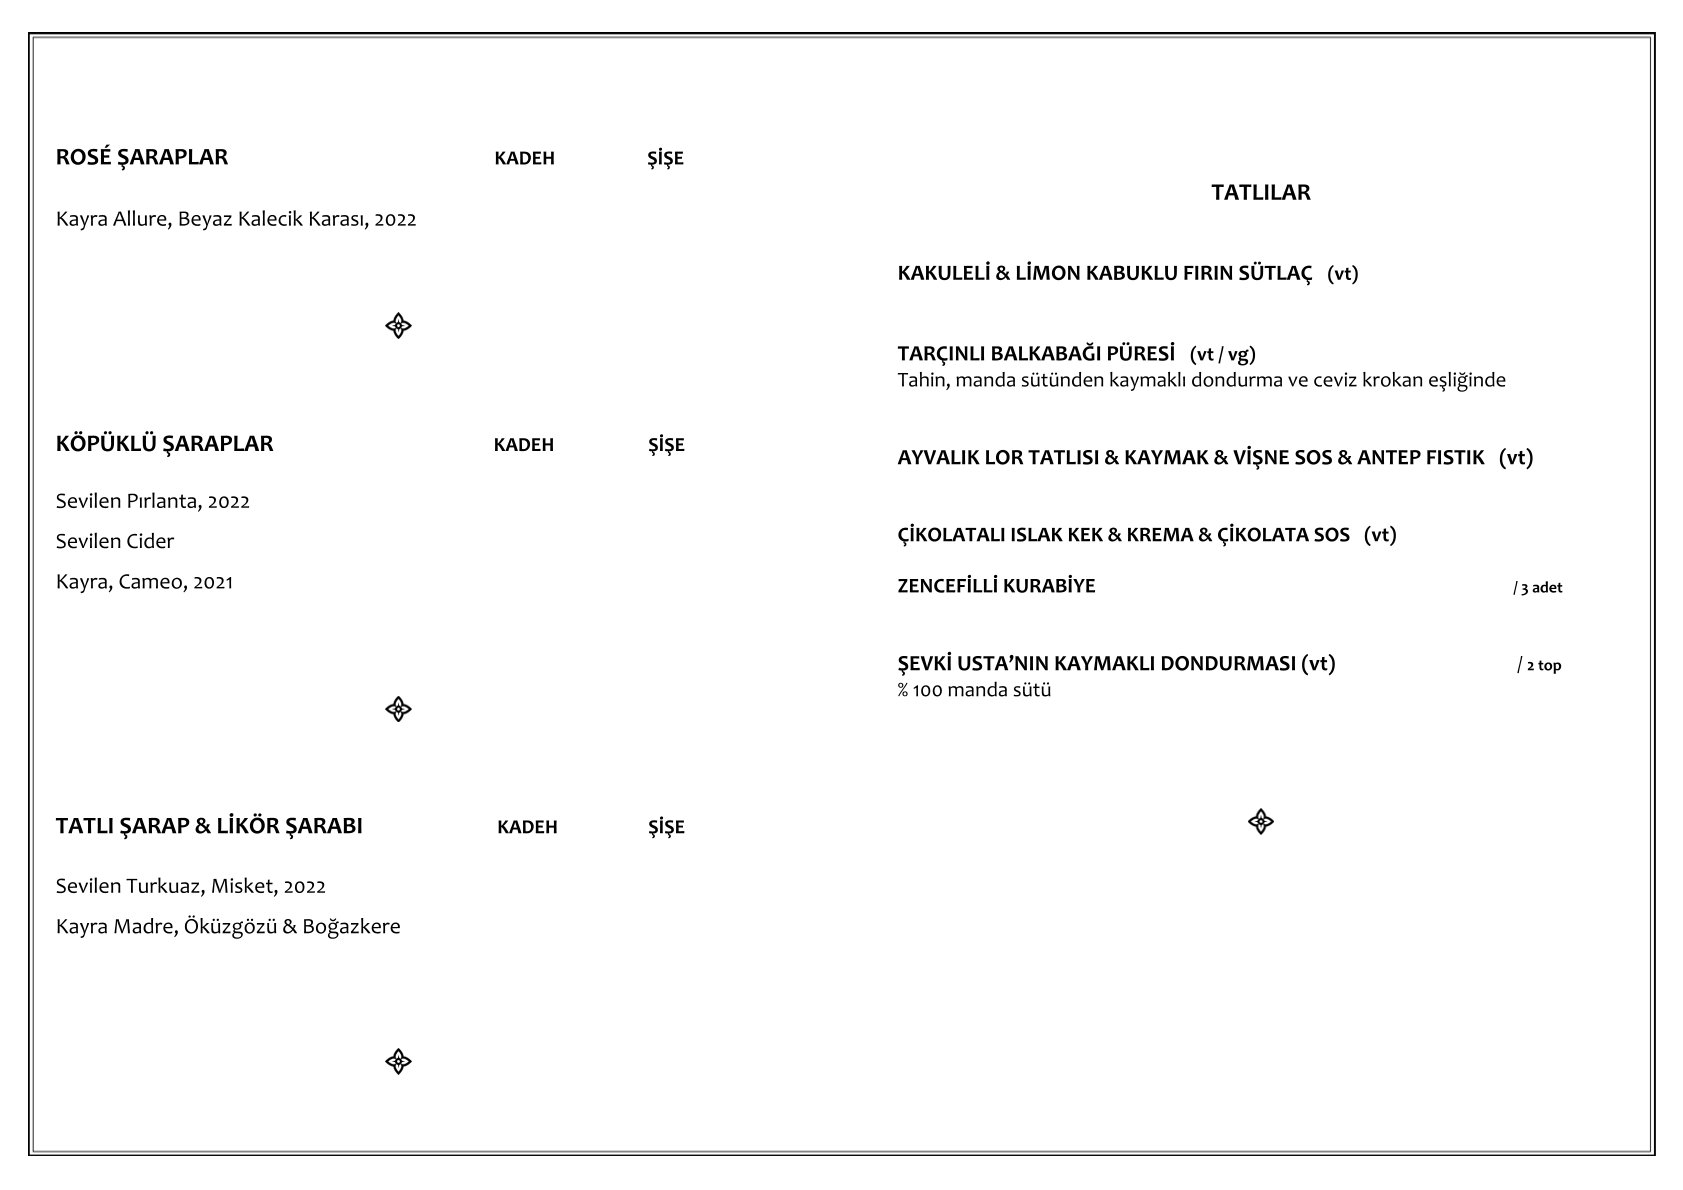 ROSÉ ŞARAPLAR KADEH ŞİŞE
Kayra Allure, Beyaz Kalecik Karası, 2022
KÖPÜKLÜ ŞARAPLAR KADEH ŞİŞE
Sevilen Pırlanta, 2022
Sevilen Cider
Kayra, Cameo, 2021
TATLI ŞARAP & LİKÖR ŞARABI KADEH ŞİŞE
Sevilen Turkuaz, Misket, 2022
Kayra Madre, Öküzgözü & Boğazkere
TATLILAR
KAKULELİ & LİMON KABUKLU FIRIN SÜTLAÇ (vt)
TARÇINLI BALKABAĞI PÜRESİ (vt / vg)
Tahin, manda sütünden kaymaklı dondurma ve ceviz krokan eşliğinde
AYVALIK LOR TATLISI & KAYMAK & VİŞNE SOS & ANTEP FISTIK (vt)
ÇİKOLATALI ISLAK KEK & KREMA & ÇİKOLATA SOS (vt)
ZENCEFİLLİ KURABİYE / 3 adet
ŞEVKİ USTA’NIN KAYMAKLI DONDURMASI (vt) / 2 top
% 100 manda sütü